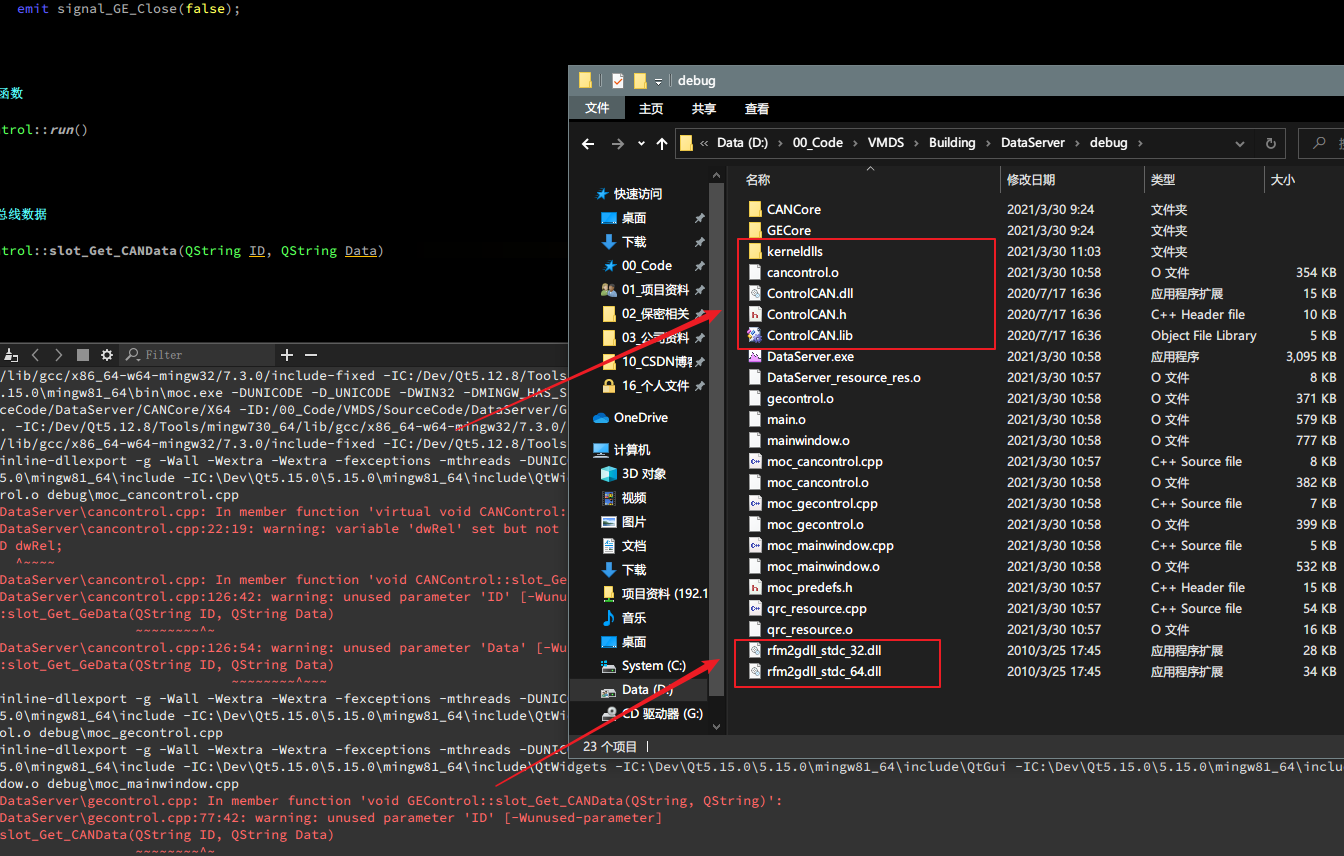 emit signal_GE_Close(false);
函数
trol::run()
总线数据
ntrol::slot_Get_CANData(QString ID, QString Data)
debug
文件 主页 共享 查看
« Data (D:) › 00_Code › VMDS › Building › DataServer › debug ›
名称 修改日期 类型 大小
快速访问
桌面
下载
00_Code
01_项目资料
02_保密相关
03_公司资料
10_CSDN博客
16_个人文件
OneDrive
计算机
3D 对象
视频
图片
文档
下载
项目资料 (192.1
音乐
桌面
System (C:)
Data (D:)
CD 驱动器 (G:)
CANCore 2021/3/30 9:24 文件夹
GECore 2021/3/30 9:24 文件夹
kerneldlls 2021/3/30 11:03 文件夹
cancontrol.o 2021/3/30 10:58 O 文件 354 KB
ControlCAN.dll 2020/7/17 16:36 应用程序扩展 15 KB
ControlCAN.h 2020/7/17 16:36 C++ Header file 10 KB
ControlCAN.lib 2020/7/17 16:36 Object File Library 5 KB
DataServer.exe 2021/3/30 10:58 应用程序 3,095 KB
DataServer_resource_res.o 2021/3/30 10:57 O 文件 8 KB
gecontrol.o 2021/3/30 10:58 O 文件 371 KB
main.o 2021/3/30 10:58 O 文件 579 KB
mainwindow.o 2021/3/30 10:58 O 文件 777 KB
moc_cancontrol.cpp 2021/3/30 10:57 C++ Source file 8 KB
moc_cancontrol.o 2021/3/30 10:58 O 文件 382 KB
moc_gecontrol.cpp 2021/3/30 10:57 C++ Source file 7 KB
moc_gecontrol.o 2021/3/30 10:58 O 文件 399 KB
moc_mainwindow.cpp 2021/3/30 10:57 C++ Source file 5 KB
moc_mainwindow.o 2021/3/30 10:58 O 文件 532 KB
moc_predefs.h 2021/3/30 10:57 C++ Header file 15 KB
qrc_resource.cpp 2021/3/30 10:57 C++ Source file 54 KB
qrc_resource.o 2021/3/30 10:57 O 文件 16 KB
rfm2gdll_stdc_32.dll 2010/3/25 17:45 应用程序扩展 28 KB
rfm2gdll_stdc_64.dll 2010/3/25 17:45 应用程序扩展 34 KB
23 个项目
Filter
/lib/gcc/x86_64-w64-mingw32/7.3.0/include-fixed -IC:/Dev/Qt5.12.8/Tools
.15.0\mingw81_64\bin\moc.exe -DUNICODE -D_UNICODE -DWIN32 -DMINGW_HAS_S
ceCode/DataServer/CANCore/X64 -ID:/00_Code/VMDS/SourceCode/DataServer/G
. -IC:/Dev/Qt5.12.8/Tools/mingw730_64/lib/gcc/x86_64-w64-mingw32/7.3.0/
/lib/gcc/x86_64-w64-mingw32/7.3.0/include-fixed -IC:/Dev/Qt5.12.8/Tools
inline-dllexport -g -Wall -Wextra -Wextra -fexceptions -mthreads -DUNIC
5.0\mingw81_64\include -IC:\Dev\Qt5.15.0\5.15.0\mingw81_64\include\QtWi
rol.o debug\moc_cancontrol.cpp
DataServer\cancontrol.cpp: In member function 'virtual void CANControl:
DataServer\cancontrol.cpp:22:19: warning: variable 'dwRel' set but not
D dwRel;
^~~~~
DataServer\cancontrol.cpp: In member function 'void CANControl::slot_Ge
DataServer\cancontrol.cpp:126:42: warning: unused parameter 'ID' [-Wunu
:slot_Get_GeData(QString ID, QString Data)
~~~~~~~~^~
DataServer\cancontrol.cpp:126:54: warning: unused parameter 'Data' [-Wu
:slot_Get_GeData(QString ID, QString Data)
~~~~~~~~^~~~
inline-dllexport -g -Wall -Wextra -Wextra -fexceptions -mthreads -DUNIC
5.0\mingw81_64\include -IC:\Dev\Qt5.15.0\5.15.0\mingw81_64\include\QtWi
ol.o debug\moc_gecontrol.cpp
inline-dllexport -g -Wall -Wextra -Wextra -fexceptions -mthreads -DUNIC
5.0\mingw81_64\include -IC:\Dev\Qt5.15.0\5.15.0\mingw81_64\include\QtWidgets -IC:\Dev\Qt5.15.0\5.15.0\mingw81_64\include\QtGui -IC:\Dev\Qt5.15.0\5.15.0\mingw81_64\inclu
dow.o debug\moc_mainwindow.cpp
DataServer\gecontrol.cpp: In member function 'void GEControl::slot_Get_CANData(QString, QString)':
DataServer\gecontrol.cpp:77:42: warning: unused parameter 'ID' [-Wunused-parameter]
slot_Get_CANData(QString ID, QString Data)
~~~~~~~~^~